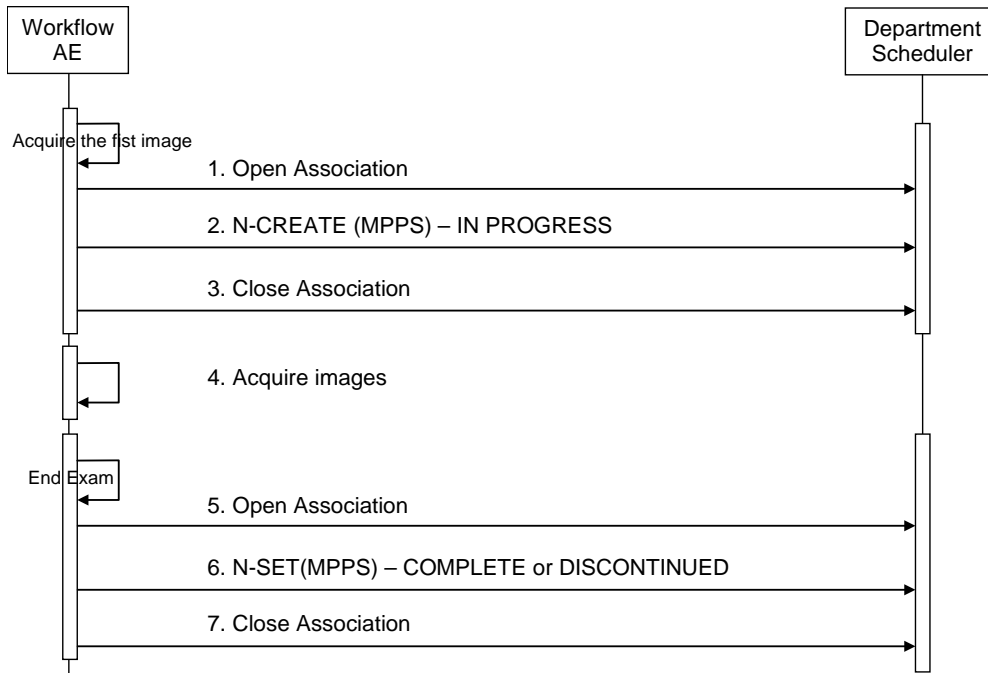 Workflow
AE
Department
Scheduler
Acquire the fist image
1. Open Association
2. N-CREATE (MPPS) – IN PROGRESS
3. Close Association
4. Acquire images
End Exam
5. Open Association
6. N-SET(MPPS) – COMPLETE or DISCONTINUED
7. Close Association